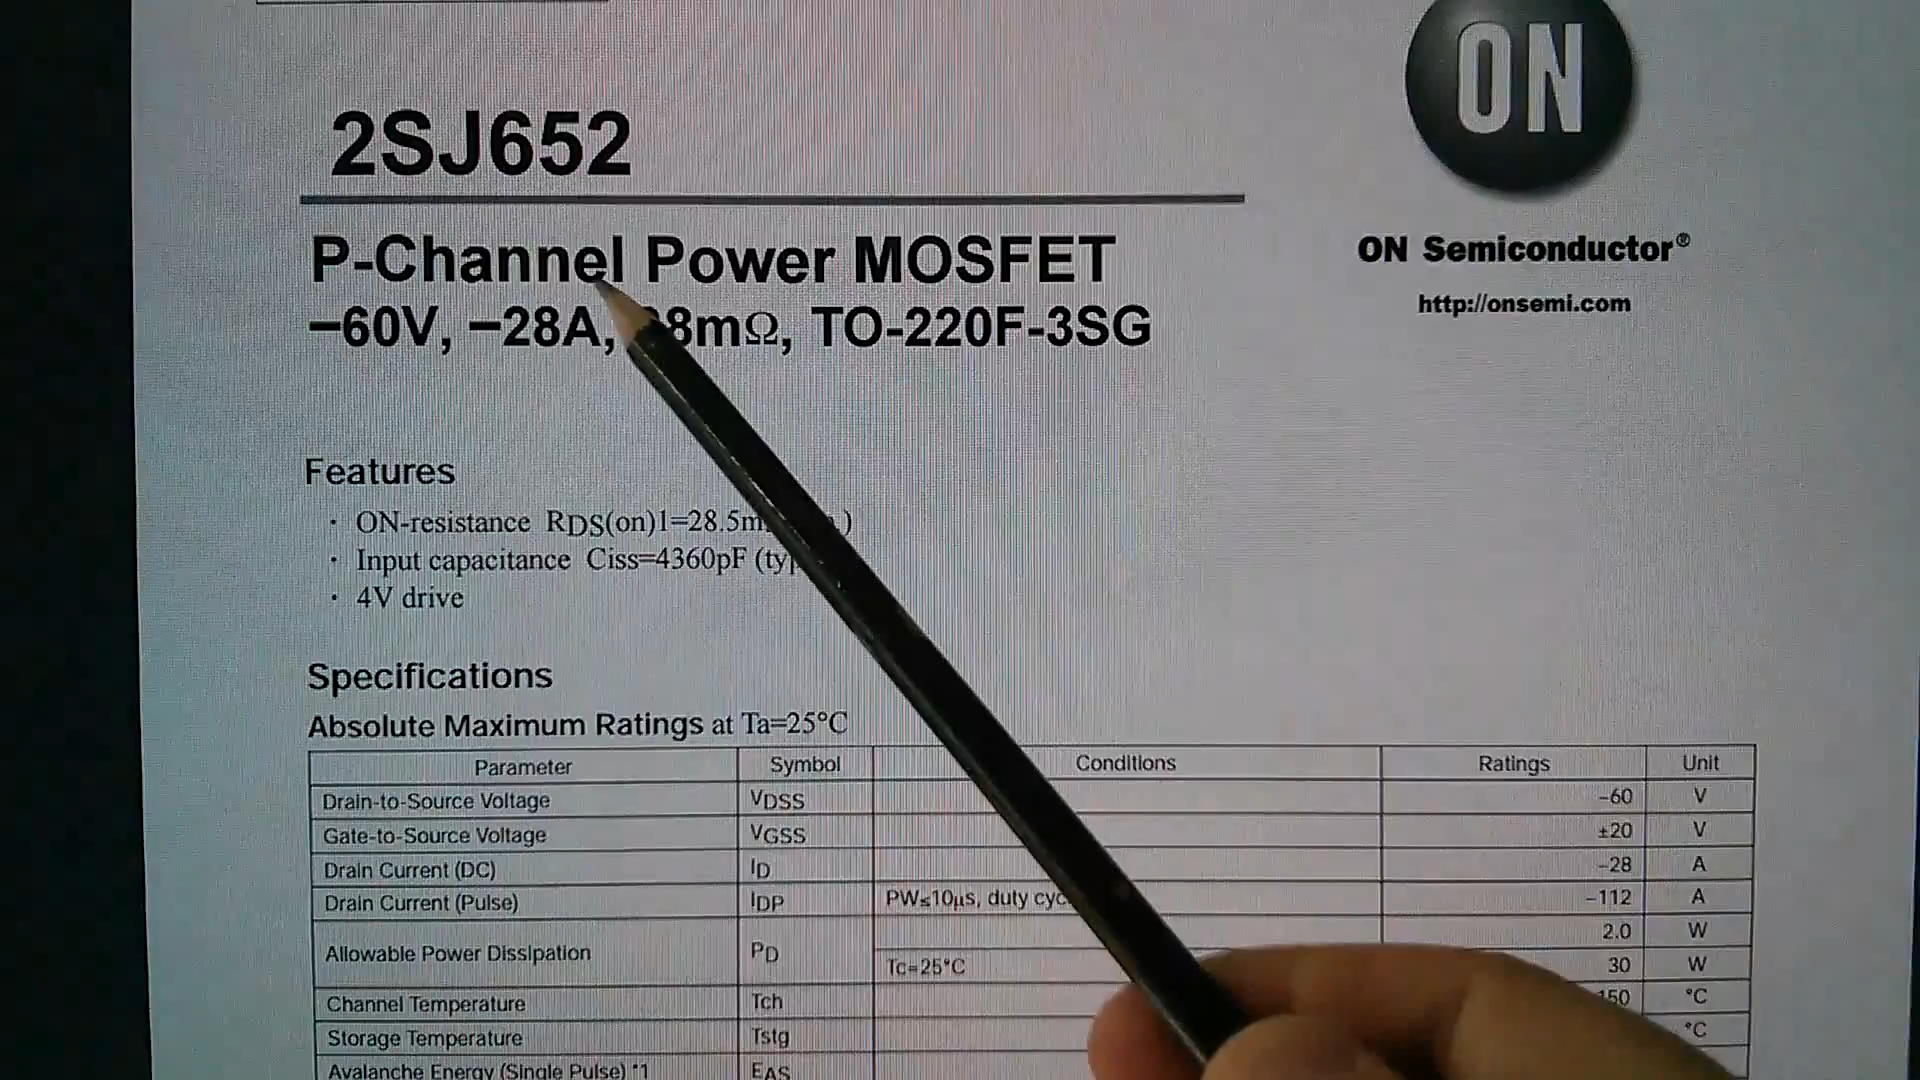 ON
2SJ652
P-Channel Power MOSFET
ON Semiconductor®
−60V, −28A, 8mΩ, TO-220F-3SG
http://onsemi.com
Features
· ON-resistance RDS(on)1=28.5m )
· Input capacitance Ciss=4360pF (typ
· 4V drive
Specifications
Absolute Maximum Ratings at Ta=25°C
Parameter Symbol Conditions Ratings Unit
Drain-to-Source Voltage VDSS −60 V
Gate-to-Source Voltage VGSS ±20 V
Drain Current (DC) ID −28 A
Drain Current (Pulse) IDP PW≤10μs, duty −112 A
Allowable Power Dissipation PD 2.0 W
Tc=25°C 30 W
Channel Temperature Tch 150 °C
Storage Temperature Tstg °C
Avalanche Energy (Single Pulse) *1 EAS